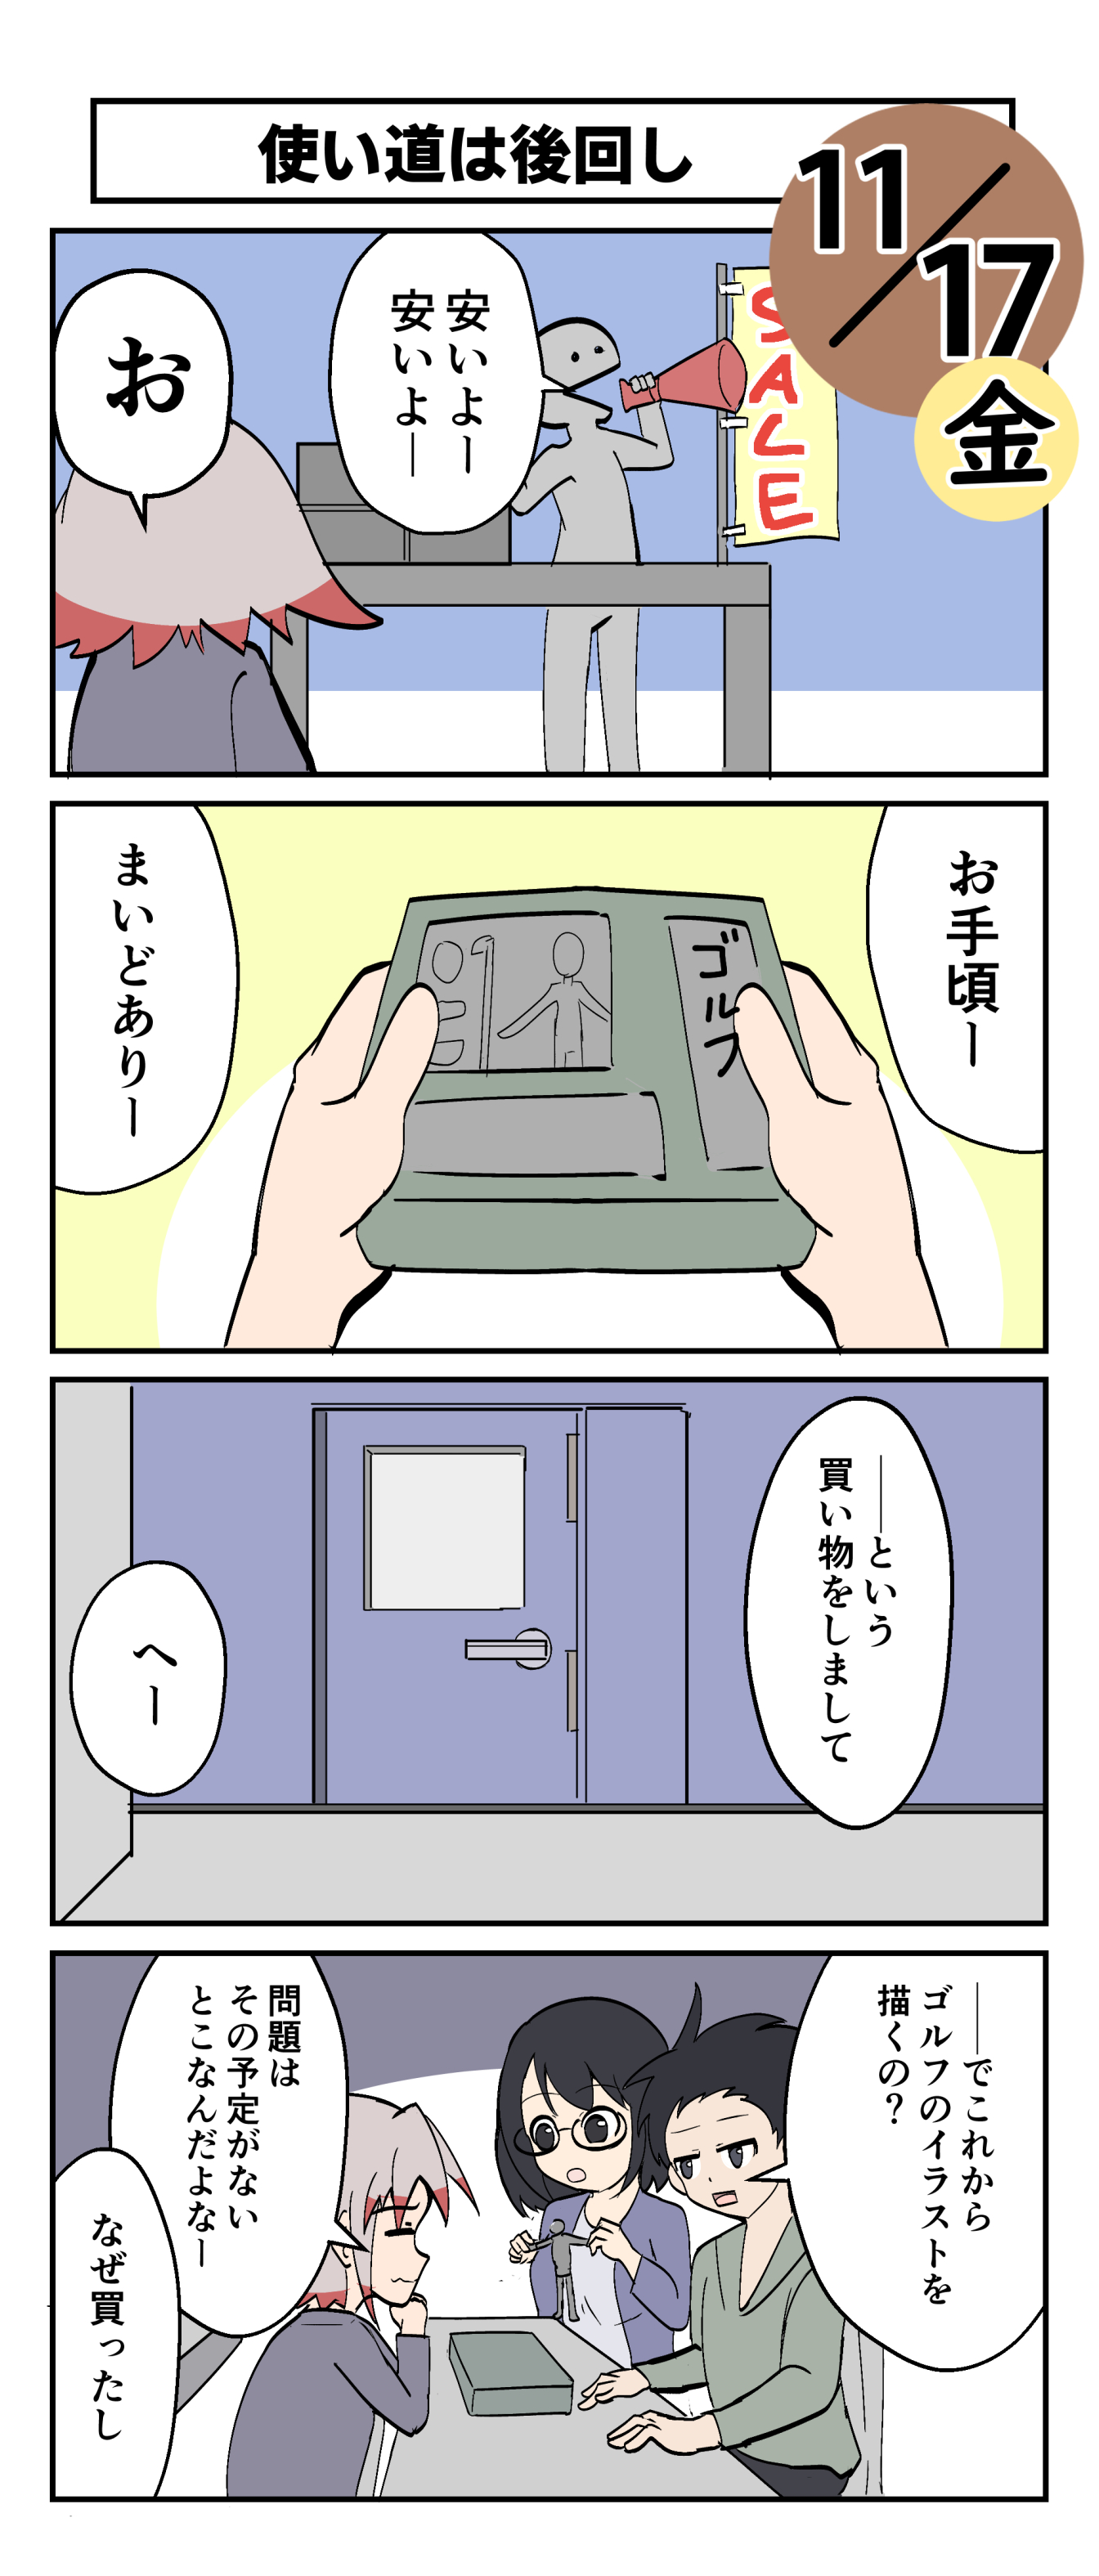 使い道は後回し
11/17
金
SALE
安いよー
安いよ―
お
お手頃ー
ゴルフ
まいどありー
――という
買い物をしまして
へー
――でこれから
ゴルフのイラストを
描くの？
問題は
その予定がない
とこなんだよなー
なぜ買ったし